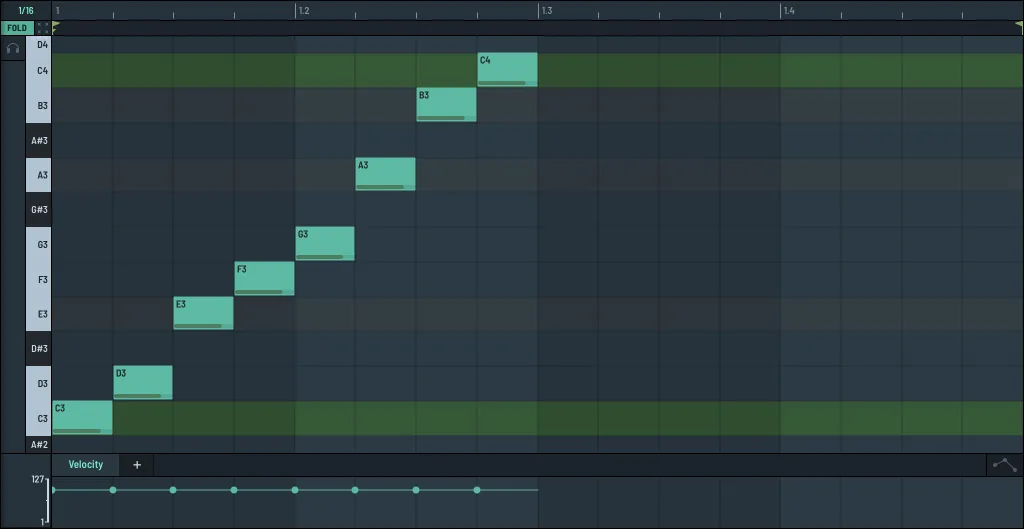 1/16 1 1.2 1.3 1.4
FOLD
D4
C4 C4
B3 B3
A#3
A3 A3
G#3
G3 G3
F3 F3
E3 E3
D#3
D3 D3
C3 C3
A#2
Velocity +
127
1